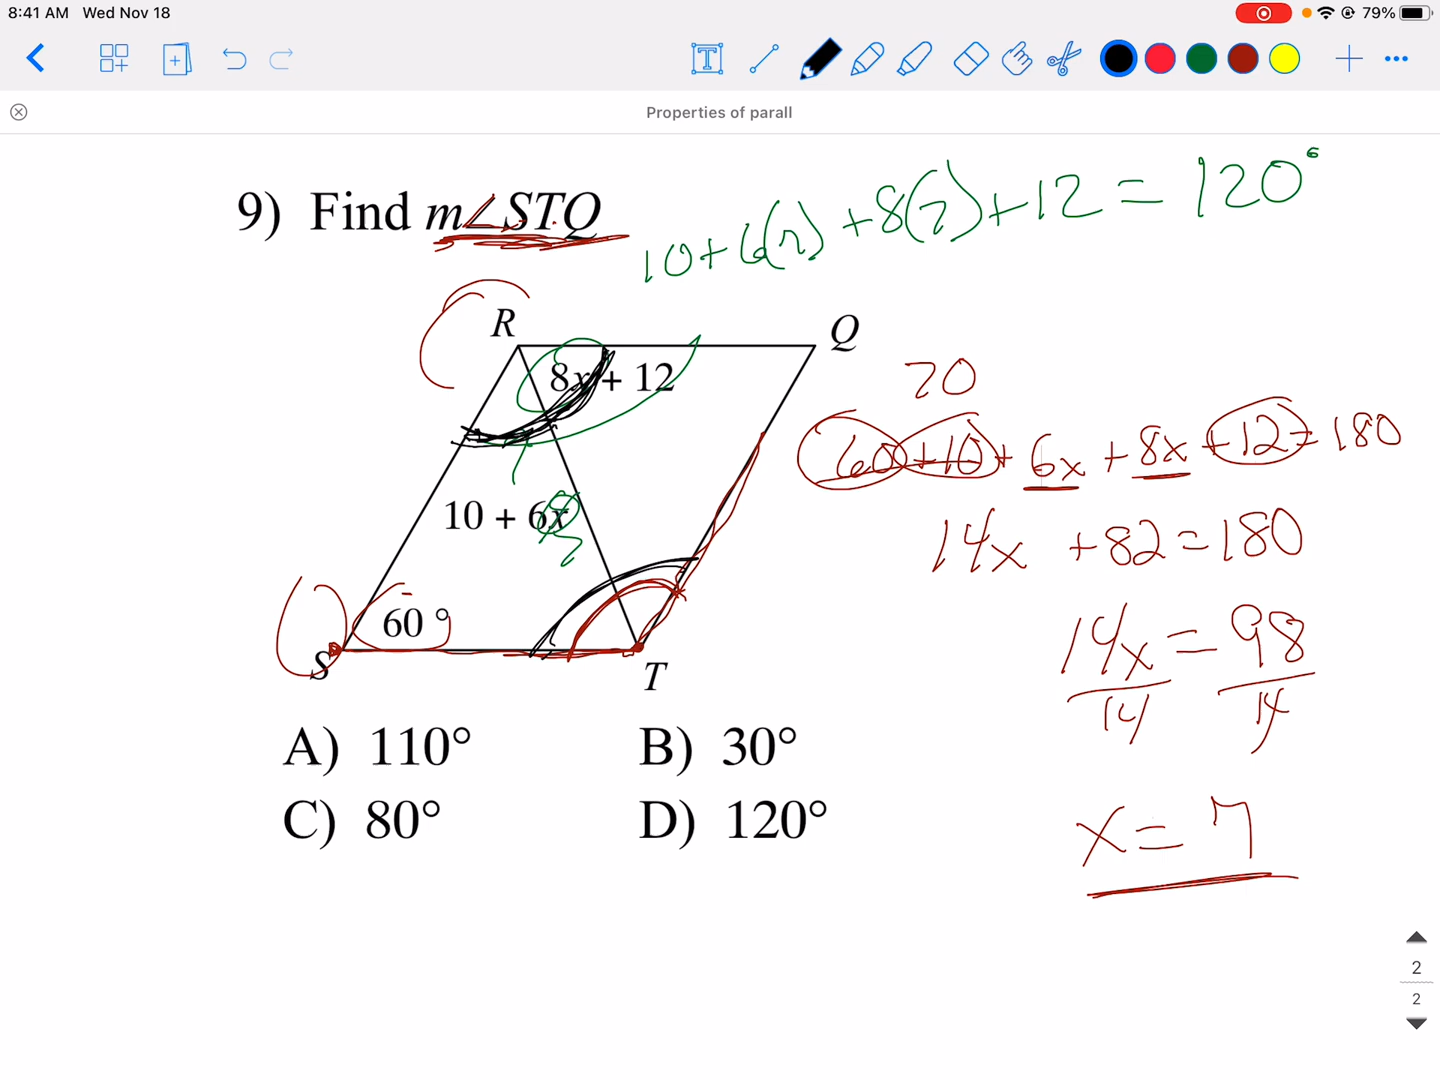 8:41 AM Wed Nov 18
79%
Properties of parall
9) Find m∠STQ
10+6(7)+8(7)+12=120°
R
Q
8x + 12
70
60+10+6x+8x+12=180
10 + 6x
14x +82=180
60°
S
T
14x=98
14 14
A) 110° B) 30°
C) 80° D) 120°
x=7
2
2